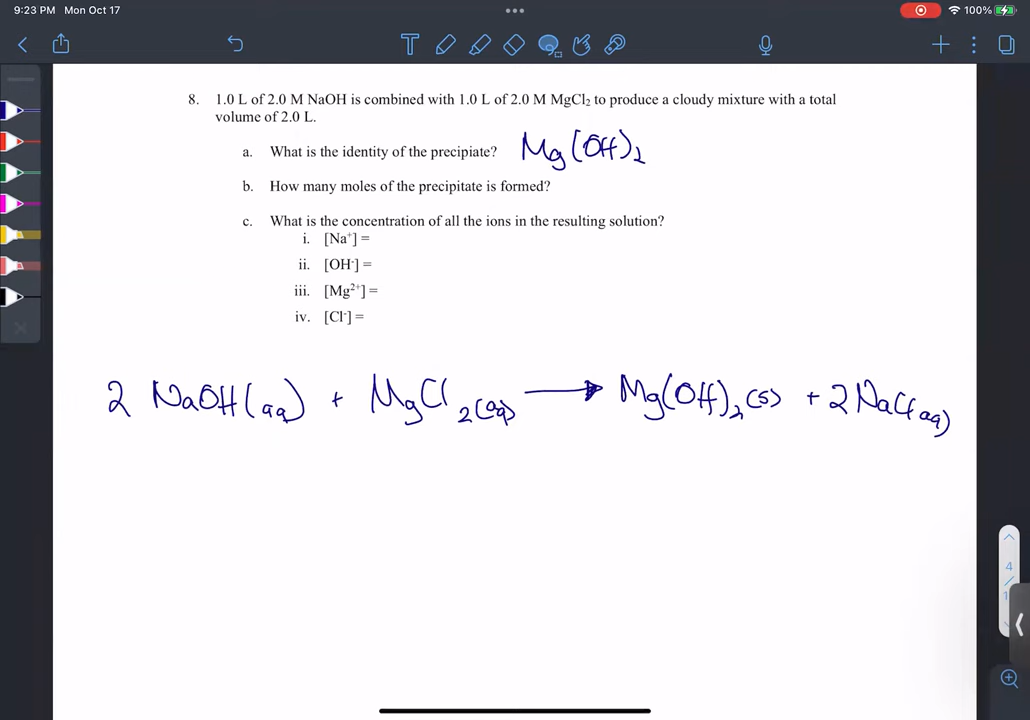 9:23 PM Mon Oct 17
100%
8. 1.0 L of 2.0 M NaOH is combined with 1.0 L of 2.0 M MgCl₂ to produce a cloudy mixture with a total
volume of 2.0 L.
a. What is the identity of the precipiate? Mg(OH)₂
b. How many moles of the precipitate is formed?
c. What is the concentration of all the ions in the resulting solution?
i. [Na⁺] =
ii. [OH⁻] =
iii. [Mg²⁺] =
iv. [Cl⁻] =
2 NaOH(aq) + MgCl₂(aq) → Mg(OH)₂(s) + 2NaCl(aq)
4
/